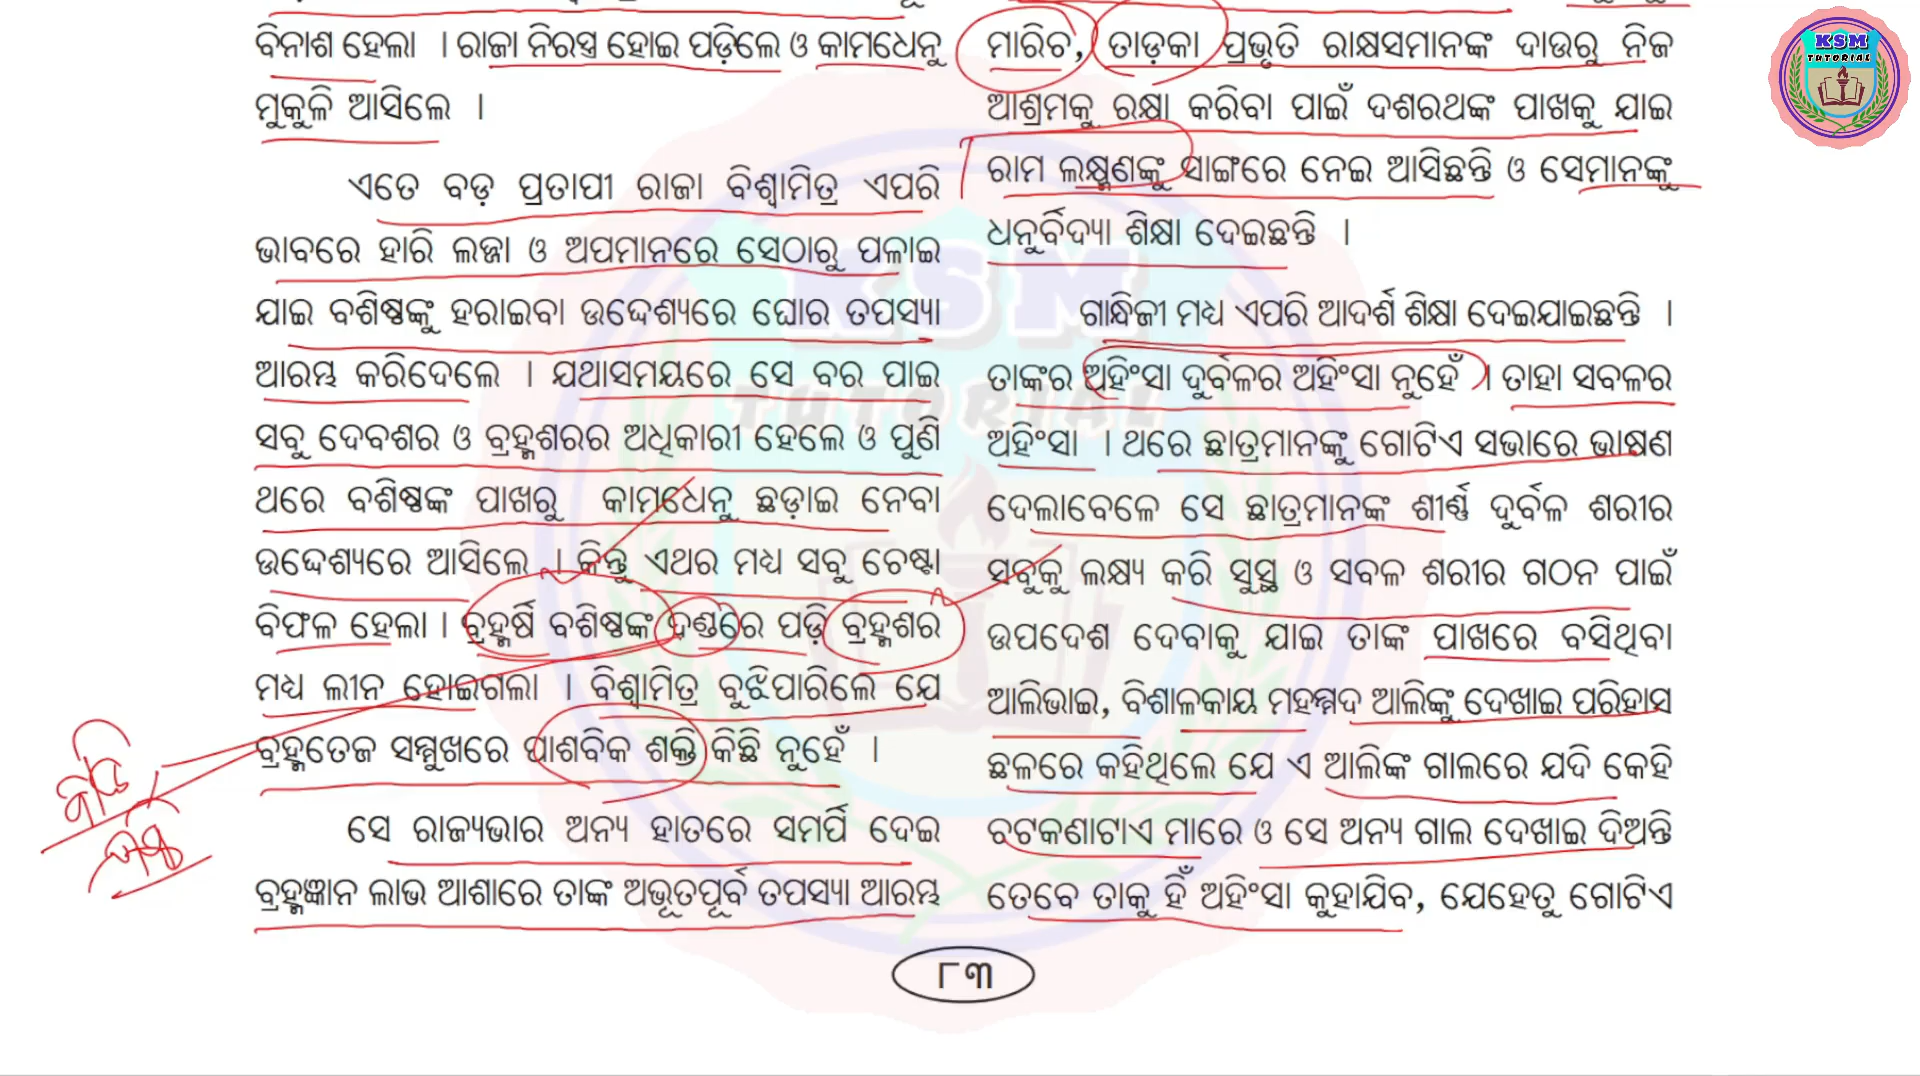 ବିନାଶ ହେଲା । ରାଜା ନିରସ୍ତ୍ର ହୋଇ ପଡ଼ିଲେ ଓ କାମଧେନୁ
ମୁକୁଳି ଆସିଲେ ।
ଏତେ ବଡ଼ ପ୍ରତାପୀ ରାଜା ବିଶ୍ୱାମିତ୍ର ଏପରି
ଭାବରେ ହାରି ଲଜ୍ଜା ଓ ଅପମାନରେ ସେଠାରୁ ପଳାଇ
ଯାଇ ବଶିଷ୍ଠଙ୍କୁ ହରାଇବା ଉଦ୍ଦେଶ୍ୟରେ ଘୋର ତପସ୍ୟା
ଆରମ୍ଭ କରିଦେଲେ । ଯଥାସମୟରେ ସେ ବର ପାଇ
ସବୁ ଦେବଶର ଓ ବ୍ରହ୍ମଶରର ଅଧିକାରୀ ହେଲେ ଓ ପୁଣି
ଥରେ ବଶିଷ୍ଠଙ୍କ ପାଖରୁ କାମଧେନୁ ଛଡ଼ାଇ ନେବା
ଉଦ୍ଦେଶ୍ୟରେ ଆସିଲେ । କିନ୍ତୁ ଏଥର ମଧ୍ୟ ସବୁ ଚେଷ୍ଟା
ବିଫଳ ହେଲା । ବ୍ରହ୍ମର୍ଷି ବଶିଷ୍ଠଙ୍କ ଦଣ୍ଡରେ ପଡ଼ି ବ୍ରହ୍ମଶର
ମଧ୍ୟ ଲୀନ ହୋଇଗଲା । ବିଶ୍ୱାମିତ୍ର ବୁଝିପାରିଲେ ଯେ
ବ୍ରହ୍ମତେଜ ସମ୍ମୁଖରେ ପାଶବିକ ଶକ୍ତି କିଛି ନୁହେଁ ।
ସେ ରାଜ୍ୟଭାର ଅନ୍ୟ ହାତରେ ସମର୍ପି ଦେଇ
ବ୍ରହ୍ମଜ୍ଞାନ ଲାଭ ଆଶାରେ ତାଙ୍କ ଅଭୂତପୂର୍ବ ତପସ୍ୟା ଆରମ୍ଭ
ମାରିଚ, ତାଡ଼କା ପ୍ରଭୃତି ରାକ୍ଷସମାନଙ୍କ ଦାଉରୁ ନିଜ
ଆଶ୍ରମକୁ ରକ୍ଷା କରିବା ପାଇଁ ଦଶରଥଙ୍କ ପାଖକୁ ଯାଇ
ରାମ ଲକ୍ଷ୍ମଣଙ୍କୁ ସାଙ୍ଗରେ ନେଇ ଆସିଛନ୍ତି ଓ ସେମାନଙ୍କୁ
ଧନୁର୍ବିଦ୍ୟା ଶିକ୍ଷା ଦେଇଛନ୍ତି ।
ଗାନ୍ଧିଜୀ ମଧ୍ୟ ଏପରି ଆଦର୍ଶ ଶିକ୍ଷା ଦେଇଯାଇଛନ୍ତି ।
ତାଙ୍କର ଅହିଂସା ଦୁର୍ବଳର ଅହିଂସା ନୁହେଁ । ତାହା ସବଳର
ଅହିଂସା । ଥରେ ଛାତ୍ରମାନଙ୍କୁ ଗୋଟିଏ ସଭାରେ ଭାଷଣ
ଦେଲାବେଳେ ସେ ଛାତ୍ରମାନଙ୍କ ଶୀର୍ଣ୍ଣ ଦୁର୍ବଳ ଶରୀର
ସବୁକୁ ଲକ୍ଷ୍ୟ କରି ସୁସ୍ଥ ଓ ସବଳ ଶରୀର ଗଠନ ପାଇଁ
ଉପଦେଶ ଦେବାକୁ ଯାଇ ତାଙ୍କ ପାଖରେ ବସିଥିବା
ଆଲିଭାଇ, ବିଶାଳକାୟ ମହମ୍ମଦ ଆଲିଙ୍କୁ ଦେଖାଇ ପରିହାସ
ଛଳରେ କହିଥିଲେ ଯେ ଏ ଆଲିଙ୍କ ଗାଲରେ ଯଦି କେହି
ଚଟକଣାଟାଏ ମାରେ ଓ ସେ ଅନ୍ୟ ଗାଲ ଦେଖାଇ ଦିଅନ୍ତି
ତେବେ ତାକୁ ହିଁ ଅହିଂସା କୁହାଯିବ, ଯେହେତୁ ଗୋଟିଏ
୮୩
KSM
TUTORIAL
KSM
TUTORIAL